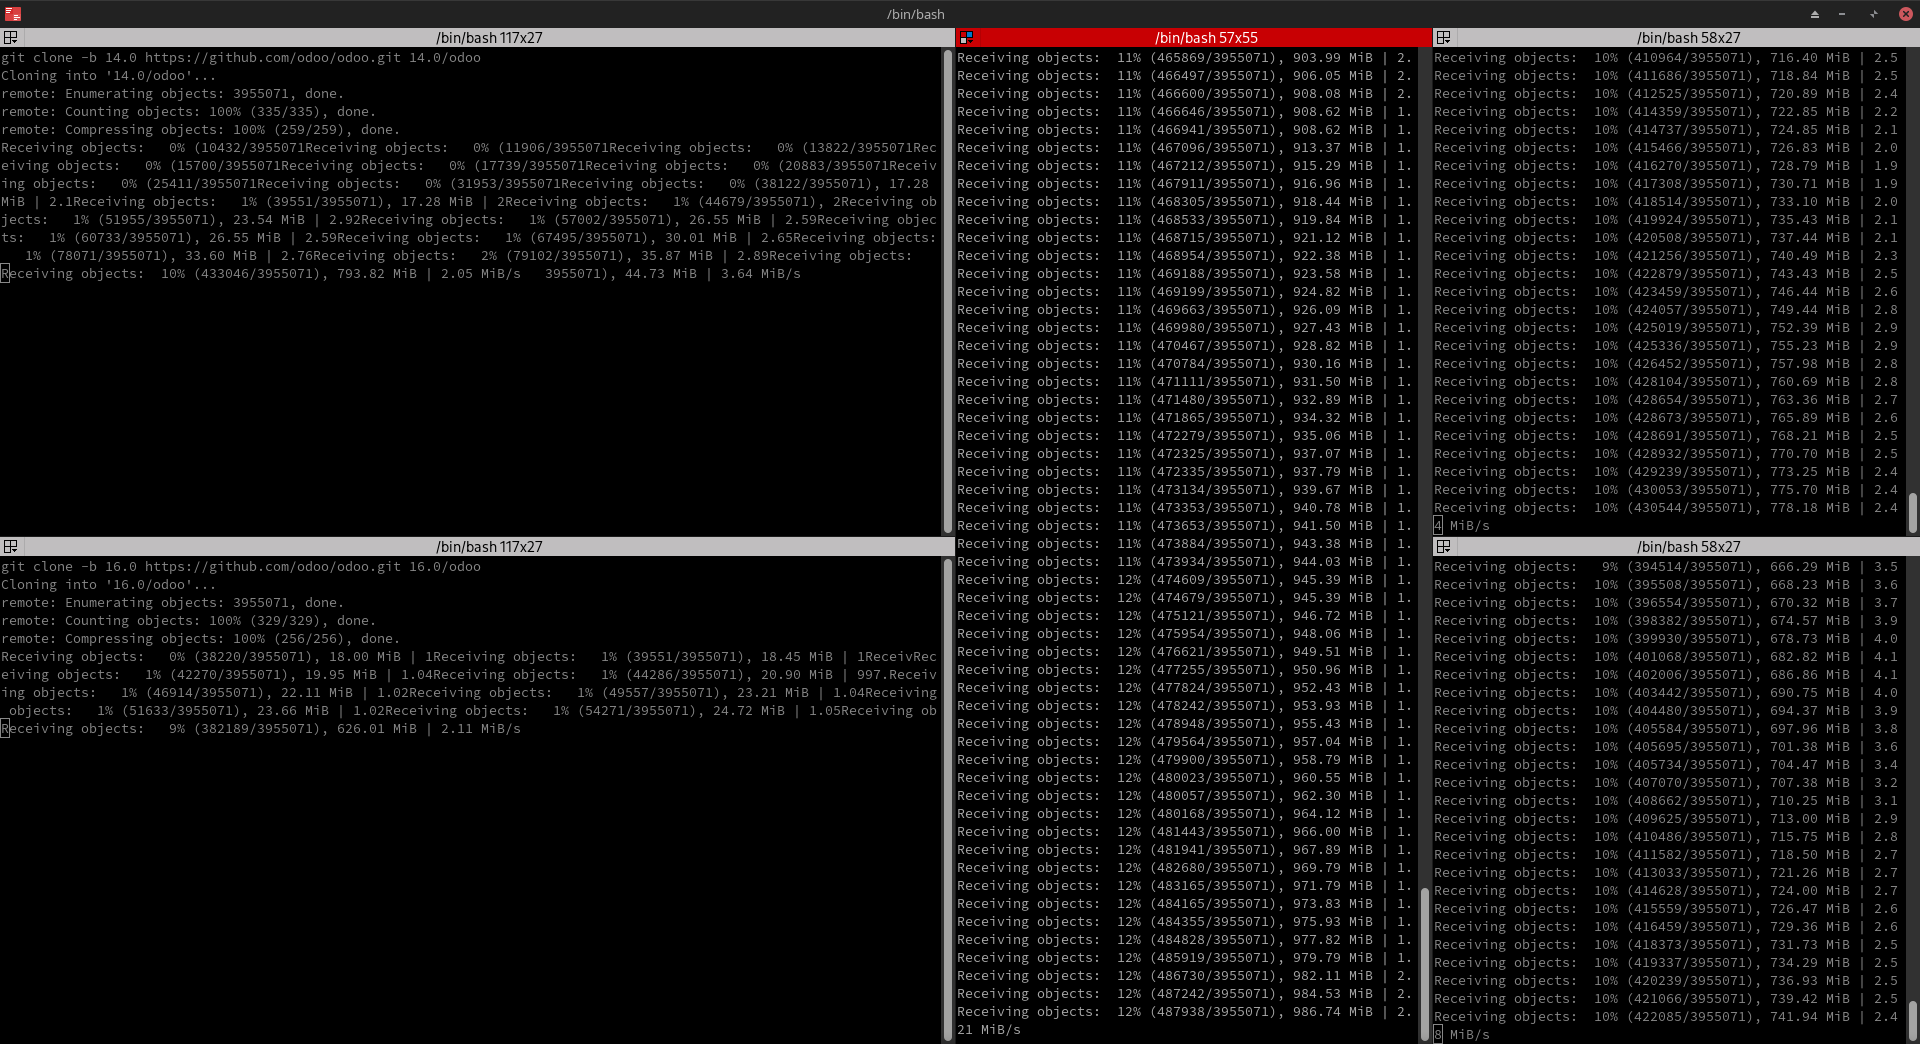 /bin/bash
/bin/bash 117x27
git clone -b 14.0 https://github.com/odoo/odoo.git 14.0/odoo
Cloning into '14.0/odoo'...
remote: Enumerating objects: 3955071, done.
remote: Counting objects: 100% (335/335), done.
remote: Compressing objects: 100% (259/259), done.
Receiving objects:   0% (10432/3955071Receiving objects:   0% (11906/3955071Receiving objects:   0% (13822/3955071Rec
eiving objects:   0% (15700/3955071Receiving objects:   0% (17739/3955071Receiving objects:   0% (20883/3955071Receiv
ing objects:   0% (25411/3955071Receiving objects:   0% (31953/3955071Receiving objects:   0% (38122/3955071), 17.28
MiB | 2.1Receiving objects:   1% (39551/3955071), 17.28 MiB | 2Receiving objects:   1% (44679/3955071), 2Receiving ob
jects:   1% (51955/3955071), 23.54 MiB | 2.92Receiving objects:   1% (57002/3955071), 26.55 MiB | 2.59Receiving objec
ts:   1% (60733/3955071), 26.55 MiB | 2.59Receiving objects:   1% (67495/3955071), 30.01 MiB | 2.65Receiving objects:
   1% (78071/3955071), 33.60 MiB | 2.76Receiving objects:   2% (79102/3955071), 35.87 MiB | 2.89Receiving objects:
Receiving objects:  10% (433046/3955071), 793.82 MiB | 2.05 MiB/s   3955071), 44.73 MiB | 3.64 MiB/s
/bin/bash 117x27
git clone -b 16.0 https://github.com/odoo/odoo.git 16.0/odoo
Cloning into '16.0/odoo'...
remote: Enumerating objects: 3955071, done.
remote: Counting objects: 100% (329/329), done.
remote: Compressing objects: 100% (256/256), done.
Receiving objects:   0% (38220/3955071), 18.00 MiB | 1Receiving objects:   1% (39551/3955071), 18.45 MiB | 1ReceivRec
eiving objects:   1% (42270/3955071), 19.95 MiB | 1.04Receiving objects:   1% (44286/3955071), 20.90 MiB | 997.Receiv
ing objects:   1% (46914/3955071), 22.11 MiB | 1.02Receiving objects:   1% (49557/3955071), 23.21 MiB | 1.04Receiving
 objects:   1% (51633/3955071), 23.66 MiB | 1.02Receiving objects:   1% (54271/3955071), 24.72 MiB | 1.05Receiving ob
Receiving objects:   9% (382189/3955071), 626.01 MiB | 2.11 MiB/s
/bin/bash 57x55
Receiving objects:  11% (465869/3955071), 903.99 MiB | 2.
Receiving objects:  11% (466497/3955071), 906.05 MiB | 2.
Receiving objects:  11% (466600/3955071), 908.08 MiB | 2.
Receiving objects:  11% (466646/3955071), 908.62 MiB | 1.
Receiving objects:  11% (466941/3955071), 908.62 MiB | 1.
Receiving objects:  11% (467096/3955071), 913.37 MiB | 1.
Receiving objects:  11% (467212/3955071), 915.29 MiB | 1.
Receiving objects:  11% (467911/3955071), 916.96 MiB | 1.
Receiving objects:  11% (468305/3955071), 918.44 MiB | 1.
Receiving objects:  11% (468533/3955071), 919.84 MiB | 1.
Receiving objects:  11% (468715/3955071), 921.12 MiB | 1.
Receiving objects:  11% (468954/3955071), 922.38 MiB | 1.
Receiving objects:  11% (469188/3955071), 923.58 MiB | 1.
Receiving objects:  11% (469199/3955071), 924.82 MiB | 1.
Receiving objects:  11% (469663/3955071), 926.09 MiB | 1.
Receiving objects:  11% (469980/3955071), 927.43 MiB | 1.
Receiving objects:  11% (470467/3955071), 928.82 MiB | 1.
Receiving objects:  11% (470784/3955071), 930.16 MiB | 1.
Receiving objects:  11% (471111/3955071), 931.50 MiB | 1.
Receiving objects:  11% (471480/3955071), 932.89 MiB | 1.
Receiving objects:  11% (471865/3955071), 934.32 MiB | 1.
Receiving objects:  11% (472279/3955071), 935.06 MiB | 1.
Receiving objects:  11% (472325/3955071), 937.07 MiB | 1.
Receiving objects:  11% (472335/3955071), 937.79 MiB | 1.
Receiving objects:  11% (473134/3955071), 939.67 MiB | 1.
Receiving objects:  11% (473353/3955071), 940.78 MiB | 1.
Receiving objects:  11% (473653/3955071), 941.50 MiB | 1.
Receiving objects:  11% (473884/3955071), 943.38 MiB | 1.
Receiving objects:  11% (473934/3955071), 944.03 MiB | 1.
Receiving objects:  12% (474609/3955071), 945.39 MiB | 1.
Receiving objects:  12% (474679/3955071), 945.39 MiB | 1.
Receiving objects:  12% (475121/3955071), 946.72 MiB | 1.
Receiving objects:  12% (475954/3955071), 948.06 MiB | 1.
Receiving objects:  12% (476621/3955071), 949.51 MiB | 1.
Receiving objects:  12% (477255/3955071), 950.96 MiB | 1.
Receiving objects:  12% (477824/3955071), 952.43 MiB | 1.
Receiving objects:  12% (478242/3955071), 953.93 MiB | 1.
Receiving objects:  12% (478948/3955071), 955.43 MiB | 1.
Receiving objects:  12% (479564/3955071), 957.04 MiB | 1.
Receiving objects:  12% (479900/3955071), 958.79 MiB | 1.
Receiving objects:  12% (480023/3955071), 960.55 MiB | 1.
Receiving objects:  12% (480057/3955071), 962.30 MiB | 1.
Receiving objects:  12% (480168/3955071), 964.12 MiB | 1.
Receiving objects:  12% (481443/3955071), 966.00 MiB | 1.
Receiving objects:  12% (481941/3955071), 967.89 MiB | 1.
Receiving objects:  12% (482680/3955071), 969.79 MiB | 1.
Receiving objects:  12% (483165/3955071), 971.79 MiB | 1.
Receiving objects:  12% (484165/3955071), 973.83 MiB | 1.
Receiving objects:  12% (484355/3955071), 975.93 MiB | 1.
Receiving objects:  12% (484828/3955071), 977.82 MiB | 1.
Receiving objects:  12% (485919/3955071), 979.79 MiB | 1.
Receiving objects:  12% (486730/3955071), 982.11 MiB | 2.
Receiving objects:  12% (487242/3955071), 984.53 MiB | 2.
Receiving objects:  12% (487938/3955071), 986.74 MiB | 2.
21 MiB/s
/bin/bash 58x27
Receiving objects:  10% (410964/3955071), 716.40 MiB | 2.5
Receiving objects:  10% (411686/3955071), 718.84 MiB | 2.5
Receiving objects:  10% (412525/3955071), 720.89 MiB | 2.4
Receiving objects:  10% (414359/3955071), 722.85 MiB | 2.2
Receiving objects:  10% (414737/3955071), 724.85 MiB | 2.1
Receiving objects:  10% (415466/3955071), 726.83 MiB | 2.0
Receiving objects:  10% (416270/3955071), 728.79 MiB | 1.9
Receiving objects:  10% (417308/3955071), 730.71 MiB | 1.9
Receiving objects:  10% (418514/3955071), 733.10 MiB | 2.0
Receiving objects:  10% (419924/3955071), 735.43 MiB | 2.1
Receiving objects:  10% (420508/3955071), 737.44 MiB | 2.1
Receiving objects:  10% (421256/3955071), 740.49 MiB | 2.3
Receiving objects:  10% (422879/3955071), 743.43 MiB | 2.5
Receiving objects:  10% (423459/3955071), 746.44 MiB | 2.6
Receiving objects:  10% (424057/3955071), 749.44 MiB | 2.8
Receiving objects:  10% (425019/3955071), 752.39 MiB | 2.9
Receiving objects:  10% (425336/3955071), 755.23 MiB | 2.9
Receiving objects:  10% (426452/3955071), 757.98 MiB | 2.8
Receiving objects:  10% (428104/3955071), 760.69 MiB | 2.8
Receiving objects:  10% (428654/3955071), 763.36 MiB | 2.7
Receiving objects:  10% (428673/3955071), 765.89 MiB | 2.6
Receiving objects:  10% (428691/3955071), 768.21 MiB | 2.5
Receiving objects:  10% (428932/3955071), 770.70 MiB | 2.5
Receiving objects:  10% (429239/3955071), 773.25 MiB | 2.4
Receiving objects:  10% (430053/3955071), 775.70 MiB | 2.4
Receiving objects:  10% (430544/3955071), 778.18 MiB | 2.4
4 MiB/s
/bin/bash 58x27
Receiving objects:   9% (394514/3955071), 666.29 MiB | 3.5
Receiving objects:  10% (395508/3955071), 668.23 MiB | 3.6
Receiving objects:  10% (396554/3955071), 670.32 MiB | 3.7
Receiving objects:  10% (398382/3955071), 674.57 MiB | 3.9
Receiving objects:  10% (399930/3955071), 678.73 MiB | 4.0
Receiving objects:  10% (401068/3955071), 682.82 MiB | 4.1
Receiving objects:  10% (402006/3955071), 686.86 MiB | 4.1
Receiving objects:  10% (403442/3955071), 690.75 MiB | 4.0
Receiving objects:  10% (404480/3955071), 694.37 MiB | 3.9
Receiving objects:  10% (405584/3955071), 697.96 MiB | 3.8
Receiving objects:  10% (405695/3955071), 701.38 MiB | 3.6
Receiving objects:  10% (405734/3955071), 704.47 MiB | 3.4
Receiving objects:  10% (407070/3955071), 707.38 MiB | 3.2
Receiving objects:  10% (408662/3955071), 710.25 MiB | 3.1
Receiving objects:  10% (409625/3955071), 713.00 MiB | 2.9
Receiving objects:  10% (410486/3955071), 715.75 MiB | 2.8
Receiving objects:  10% (411582/3955071), 718.50 MiB | 2.7
Receiving objects:  10% (413033/3955071), 721.26 MiB | 2.7
Receiving objects:  10% (414628/3955071), 724.00 MiB | 2.7
Receiving objects:  10% (415559/3955071), 726.47 MiB | 2.6
Receiving objects:  10% (416459/3955071), 729.36 MiB | 2.6
Receiving objects:  10% (418373/3955071), 731.73 MiB | 2.5
Receiving objects:  10% (419337/3955071), 734.29 MiB | 2.5
Receiving objects:  10% (420239/3955071), 736.93 MiB | 2.5
Receiving objects:  10% (421066/3955071), 739.42 MiB | 2.5
Receiving objects:  10% (422085/3955071), 741.94 MiB | 2.4
8 MiB/s